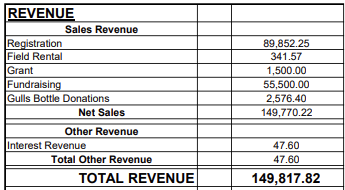 REVENUE
Sales Revenue
Registration 89,852.25
Field Rental 341.57
Grant 1,500.00
Fundraising 55,500.00
Gulls Bottle Donations 2,576.40
Net Sales 149,770.22
Other Revenue
Interest Revenue 47.60
Total Other Revenue 47.60
TOTAL REVENUE 149,817.82